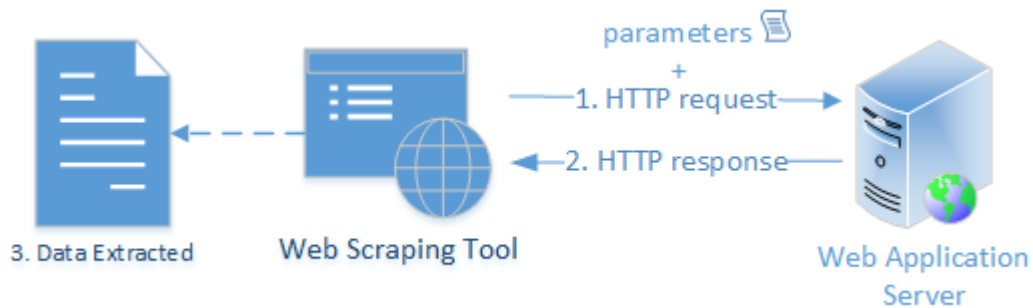 parameters
+
1. HTTP request
2. HTTP response
3. Data Extracted
Web Scraping Tool
Web Application
Server